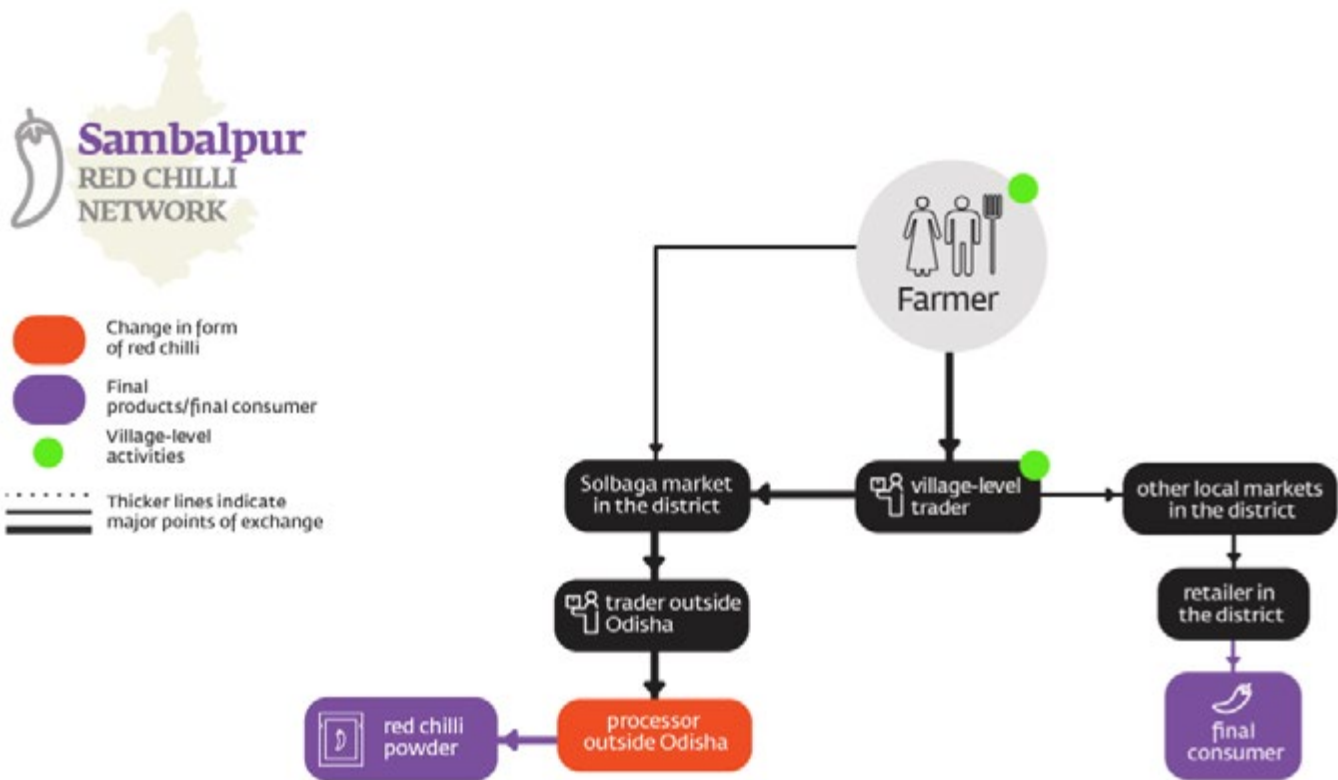 Sambalpur
RED CHILLI
NETWORK
Change in form
of red chilli
Final
products/final consumer
Village-level
activities
Thicker lines indicate
major points of exchange
Farmer
Solbaga market
in the district
village-level
trader
other local markets
in the district
trader outside
Odisha
retailer in
the district
red chilli
powder
processor
outside Odisha
final
consumer